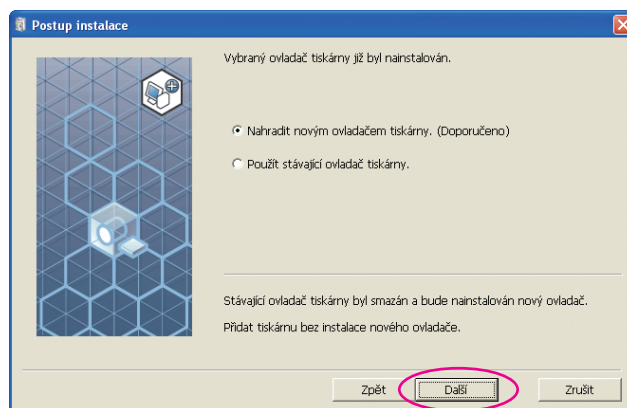 Postup instalace
Vybraný ovladač tiskárny již byl nainstalován.
Nahradit novým ovladačem tiskárny. (Doporučeno)
Použít stávající ovladač tiskárny.
Stávající ovladač tiskárny byl smazán a bude nainstalován nový ovladač.
Přidat tiskárnu bez instalace nového ovladače.
Zpět Další Zrušit